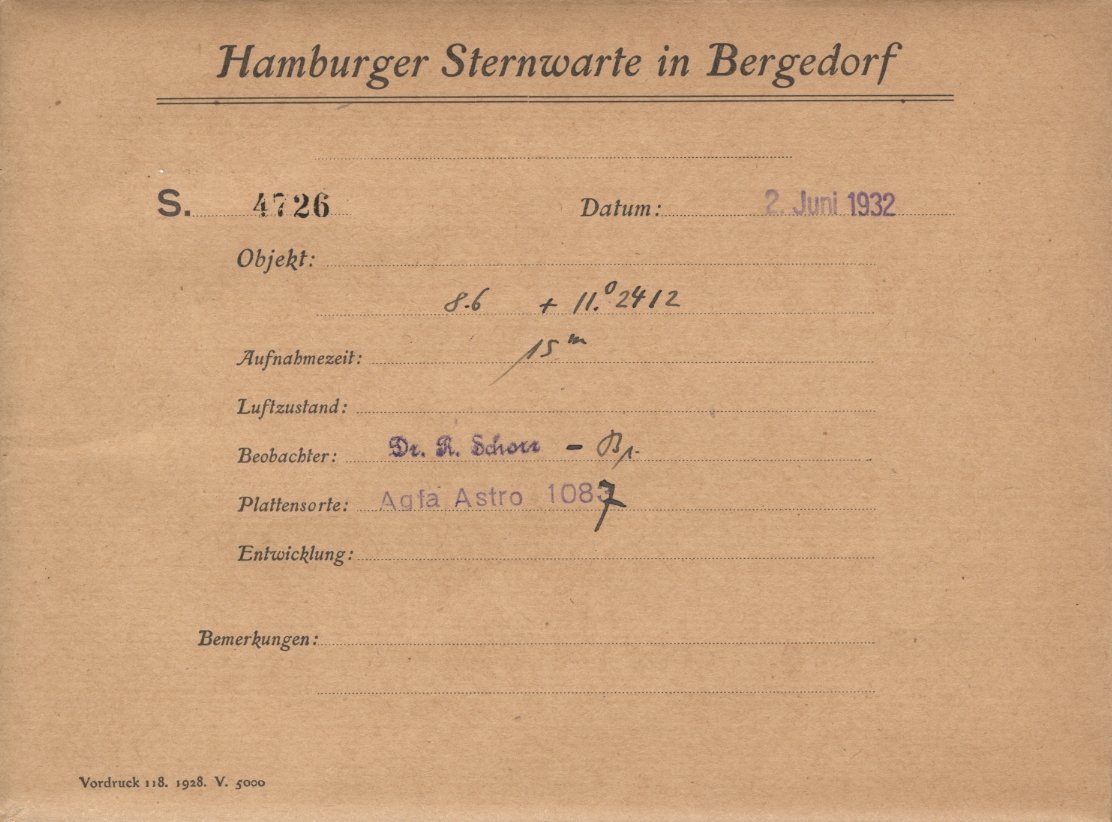 Hamburger Sternwarte in Bergedorf
S. 4726 Datum: 2. Juni 1932
Objekt:
8.6 + 11.° 2412
Aufnahmezeit: 15 m
Luftzustand:
Beobachter: Dr. R. Schorr -
Plattensorte: Agfa Astro 1087
Entwicklung:
Bemerkungen:
Vordruck 118. 1928. V. 5000